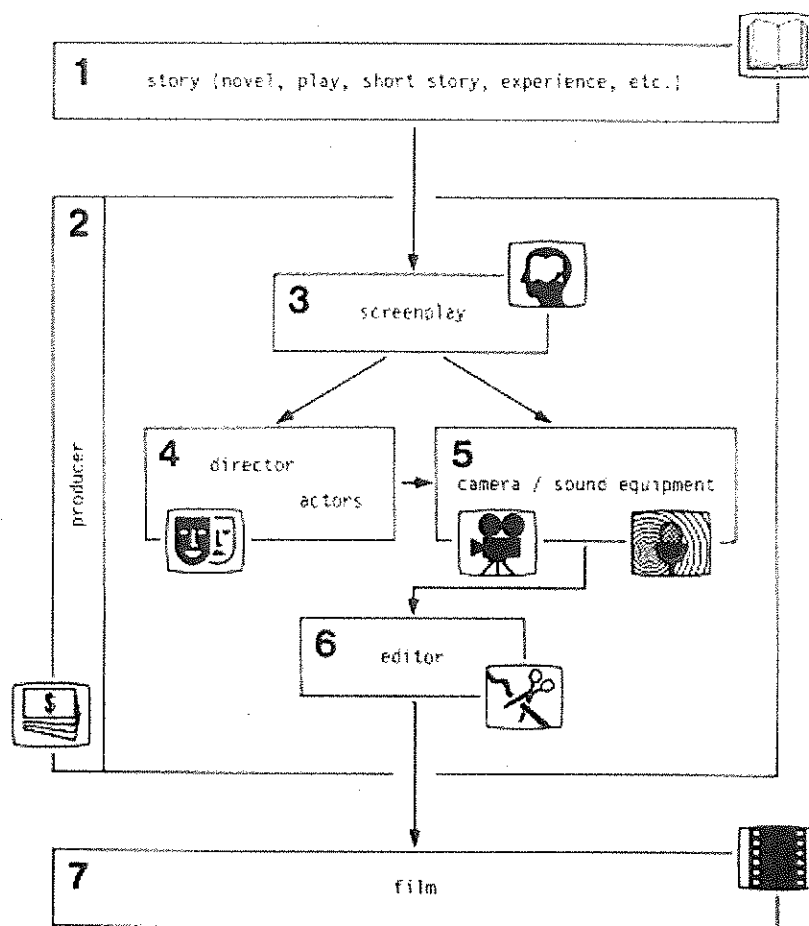 1
story (novel, play, short story, experience, etc.)
2
producer
3
screenplay
4
director
actors
5
camera / sound equipment
6
editor
$
7
film